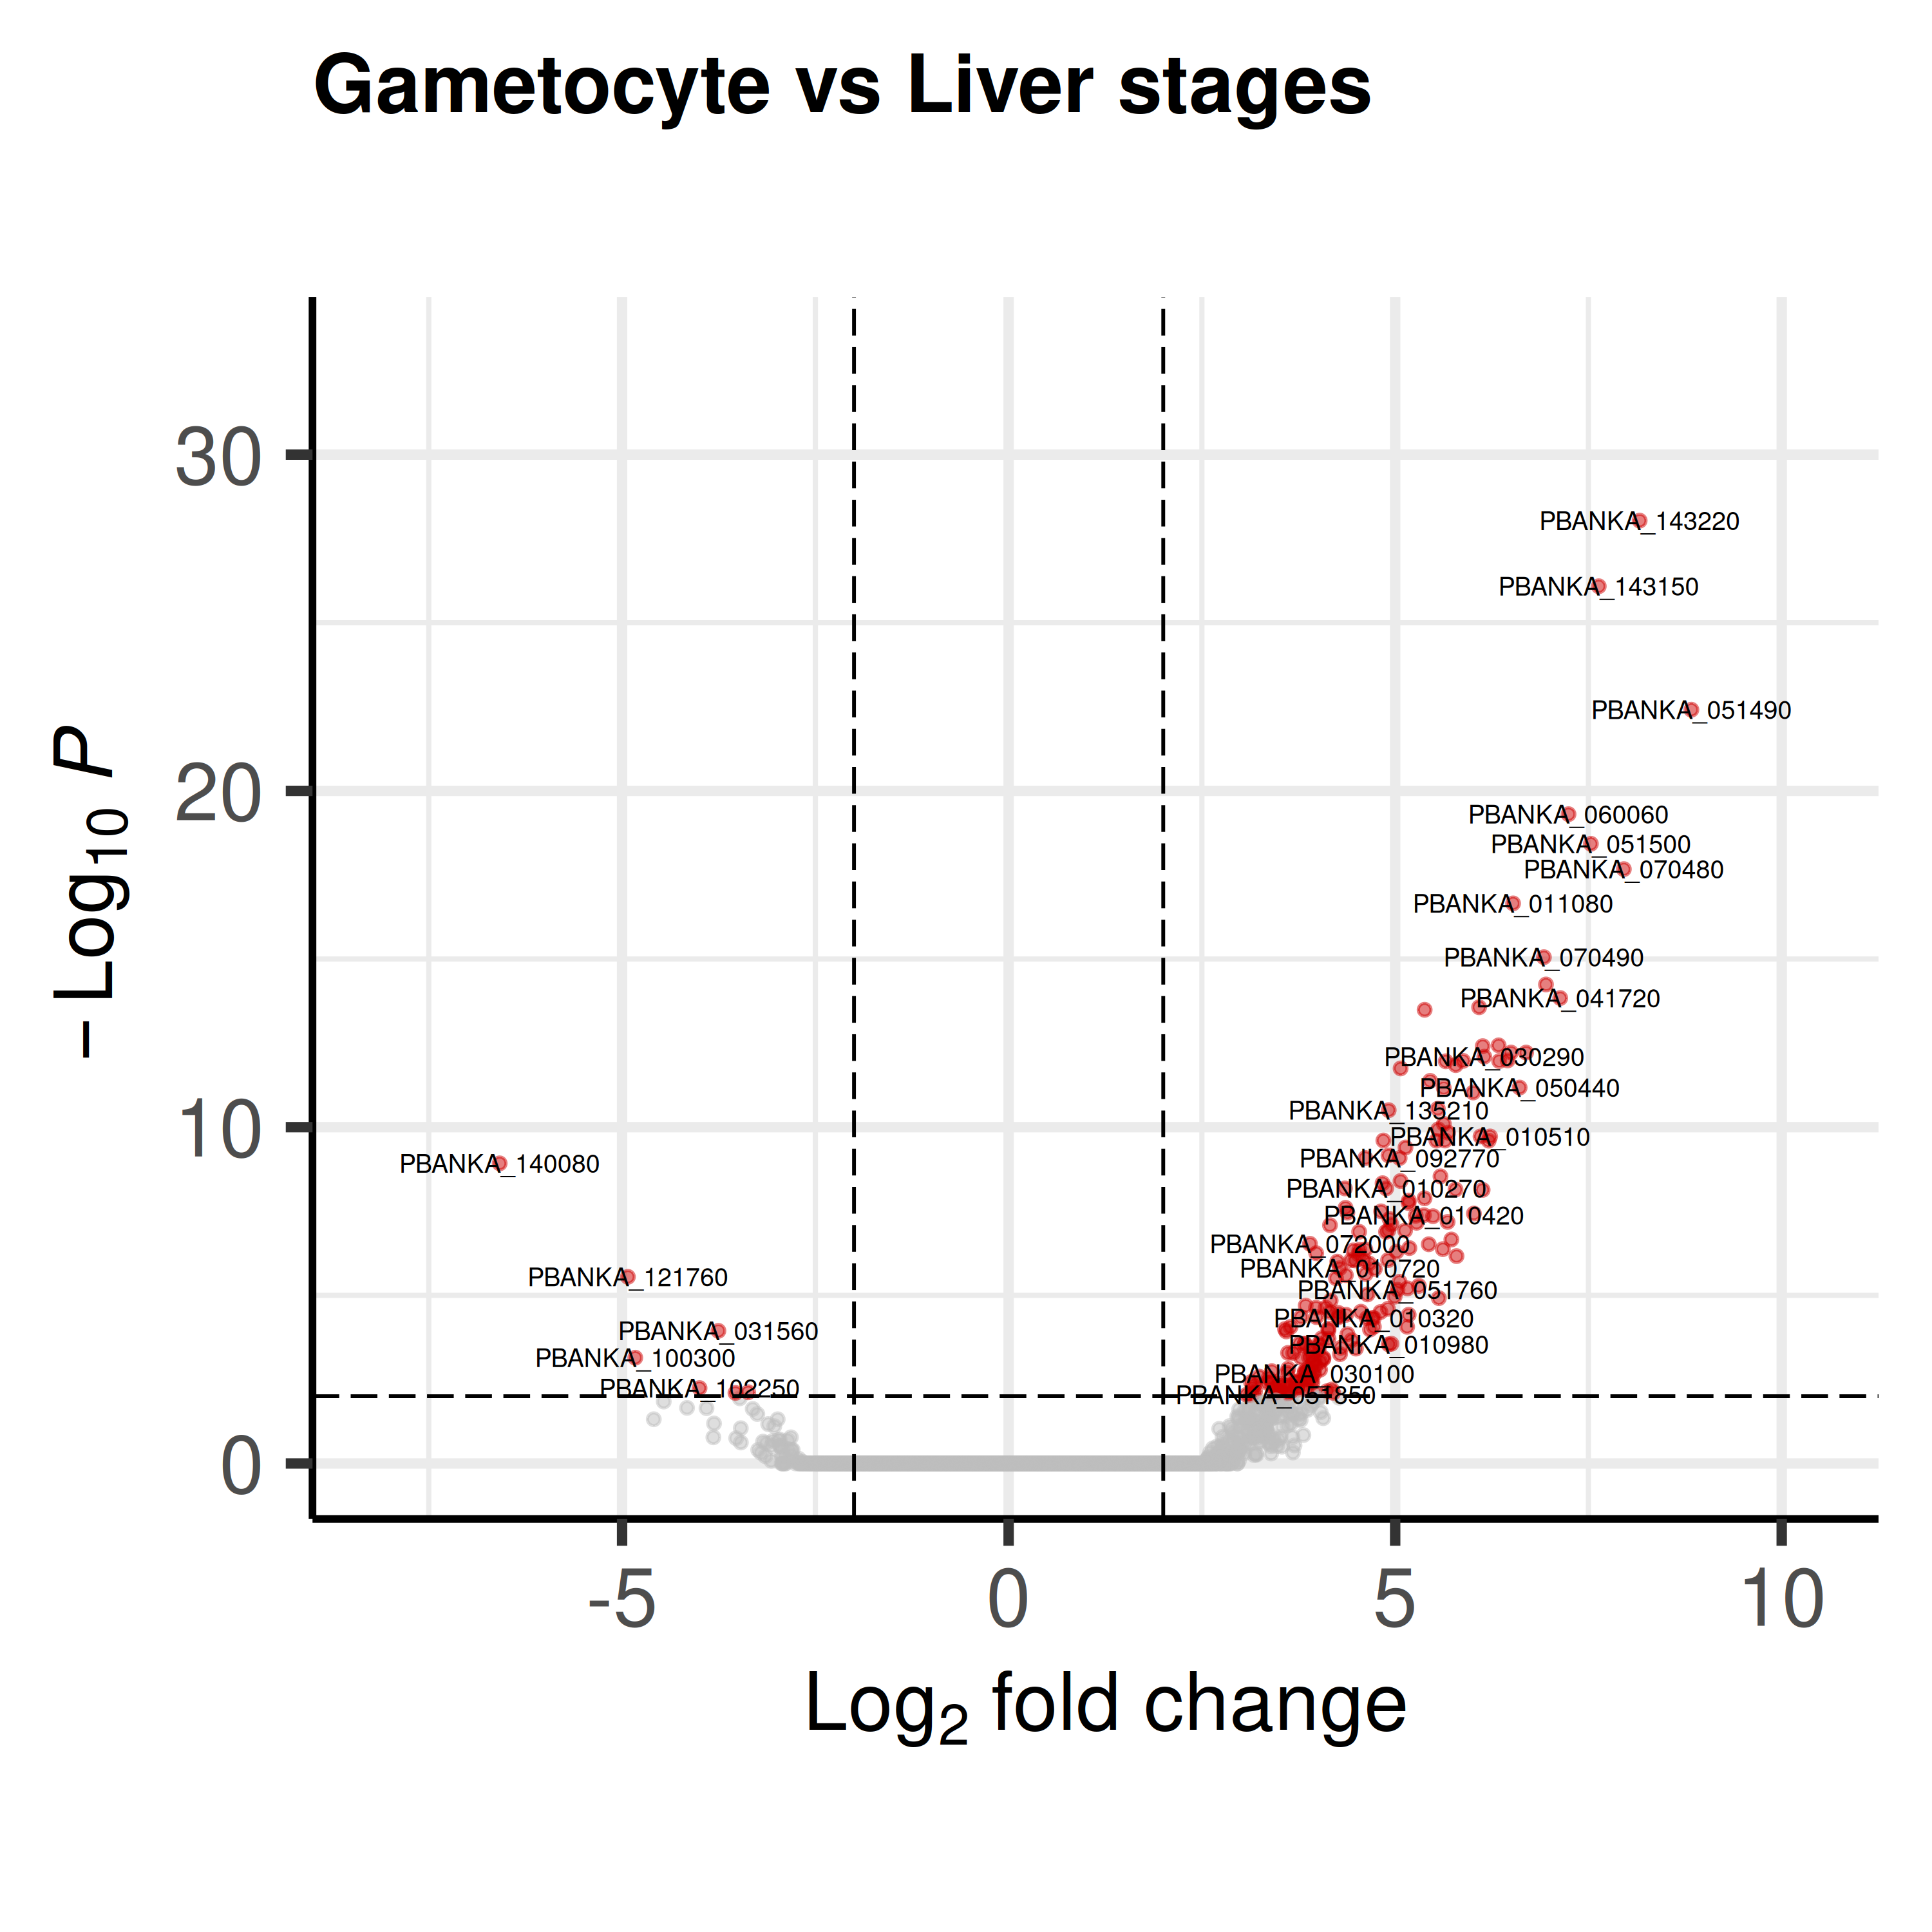 Gametocyte vs Liver stages
30
20
10
0
− Log10 P
PBANKA_143220
PBANKA_143150
PBANKA_051490
PBANKA_060060
PBANKA_051500
PBANKA_070480
PBANKA_011080
PBANKA_070490
PBANKA_041720
PBANKA_030290
PBANKA_050440
PBANKA_135210
PBANKA_010510
PBANKA_092770
PBANKA_140080
PBANKA_010270
PBANKA_010420
PBANKA_072000
PBANKA_010720
PBANKA_121760
PBANKA_051760
PBANKA_010320
PBANKA_031560
PBANKA_010980
PBANKA_100300
PBANKA_030100
PBANKA_102250
PBANKA_051850
-5
0
5
10
Log2 fold change